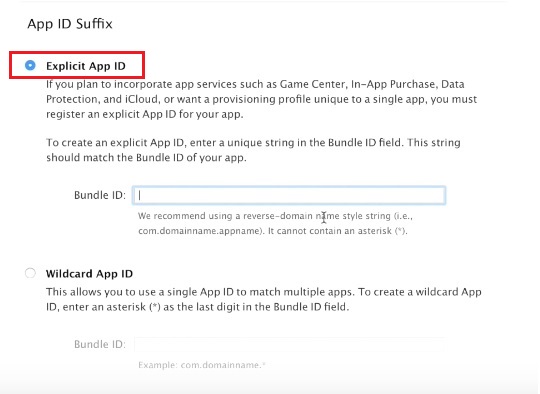 App ID Suffix
Explicit App ID
If you plan to incorporate app services such as Game Center, In-App Purchase, Data
Protection, and iCloud, or want a provisioning profile unique to a single app, you must
register an explicit App ID for your app.
To create an explicit App ID, enter a unique string in the Bundle ID field. This string
should match the Bundle ID of your app.
Bundle ID:
We recommend using a reverse-domain name style string (i.e.,
com.domainname.appname). It cannot contain an asterisk (*).
Wildcard App ID
This allows you to use a single App ID to match multiple apps. To create a wildcard App
ID, enter an asterisk (*) as the last digit in the Bundle ID field.
Bundle ID:
Example: com.domainname.*